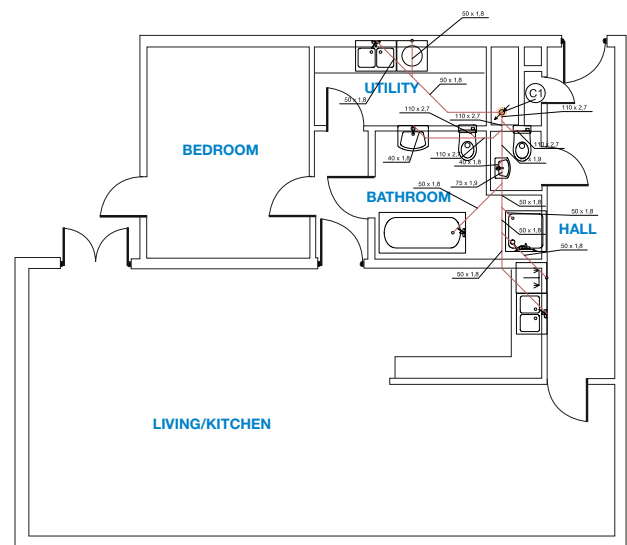 50 x 1,8
50 x 1,8
UTILITY
C1
50 x 1,8
110 x 2,7
110 x 2,7
110 x 2,7
110 x 2,7
BEDROOM
110 x 2,7
40 x 1,8
40 x 1,8
x 1,9
50 x 1,8
75 x 1,9
BATHROOM
50 x 1,8
50 x 1,8
HALL
50 x 1,8
50 x 1,8
50 x 1,8
LIVING/KITCHEN